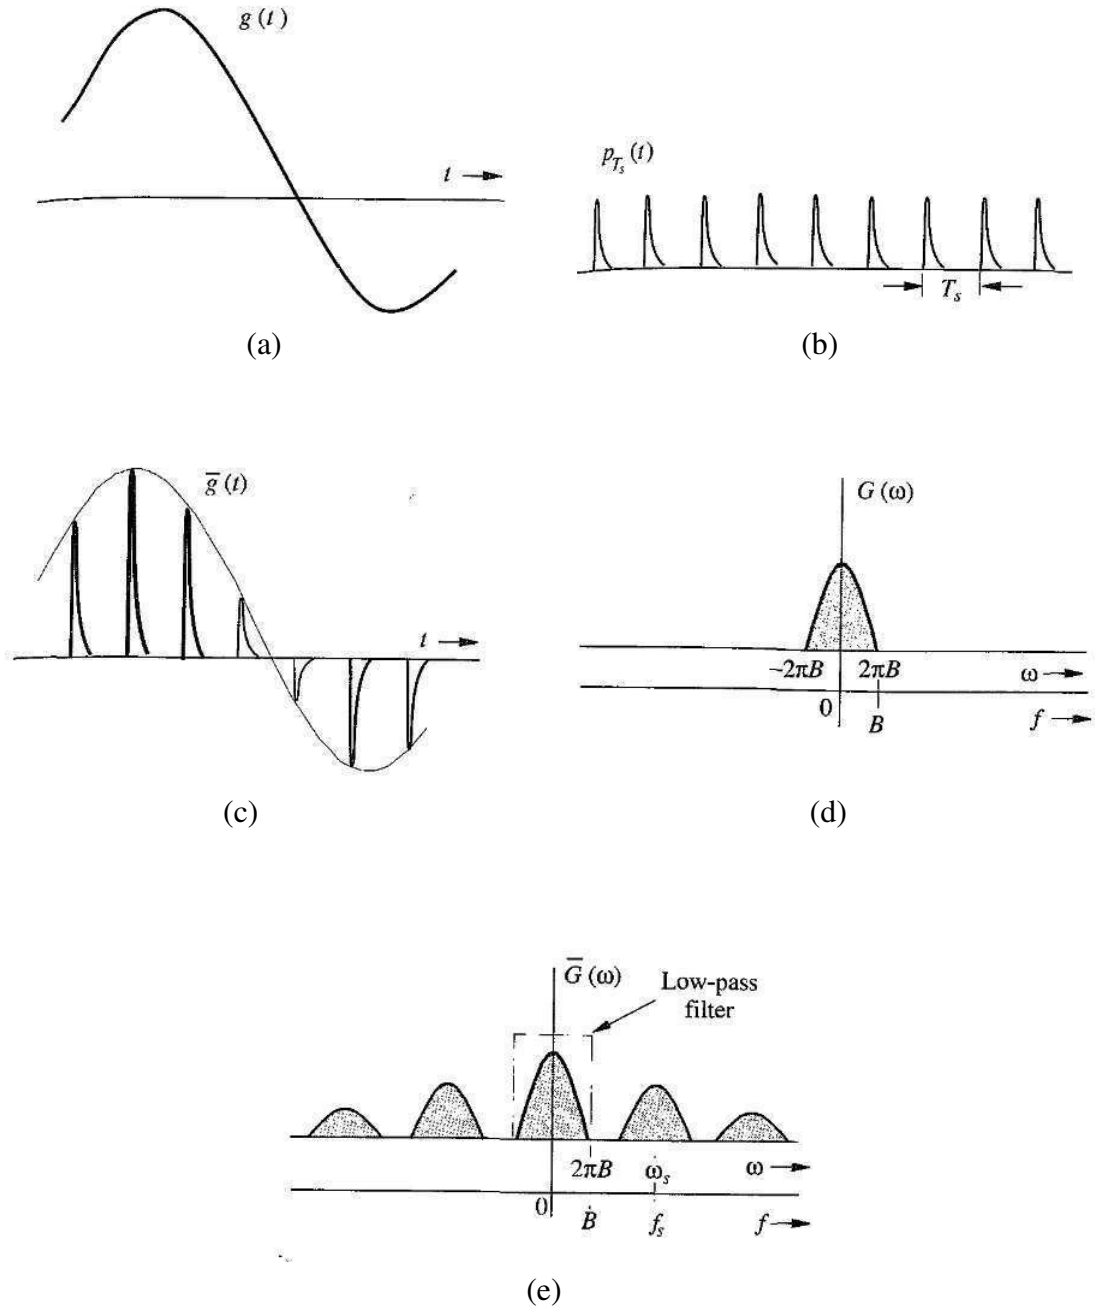 g(t)
t
(a)
p_{T_s}(t)
T_s
(b)
g̅(t)
t
(c)
G(ω)
−2πB 2πB ω
0 B f
(d)
G̅(ω)
Low-pass
filter
2πB ω_s ω
0 B f_s f
(e)